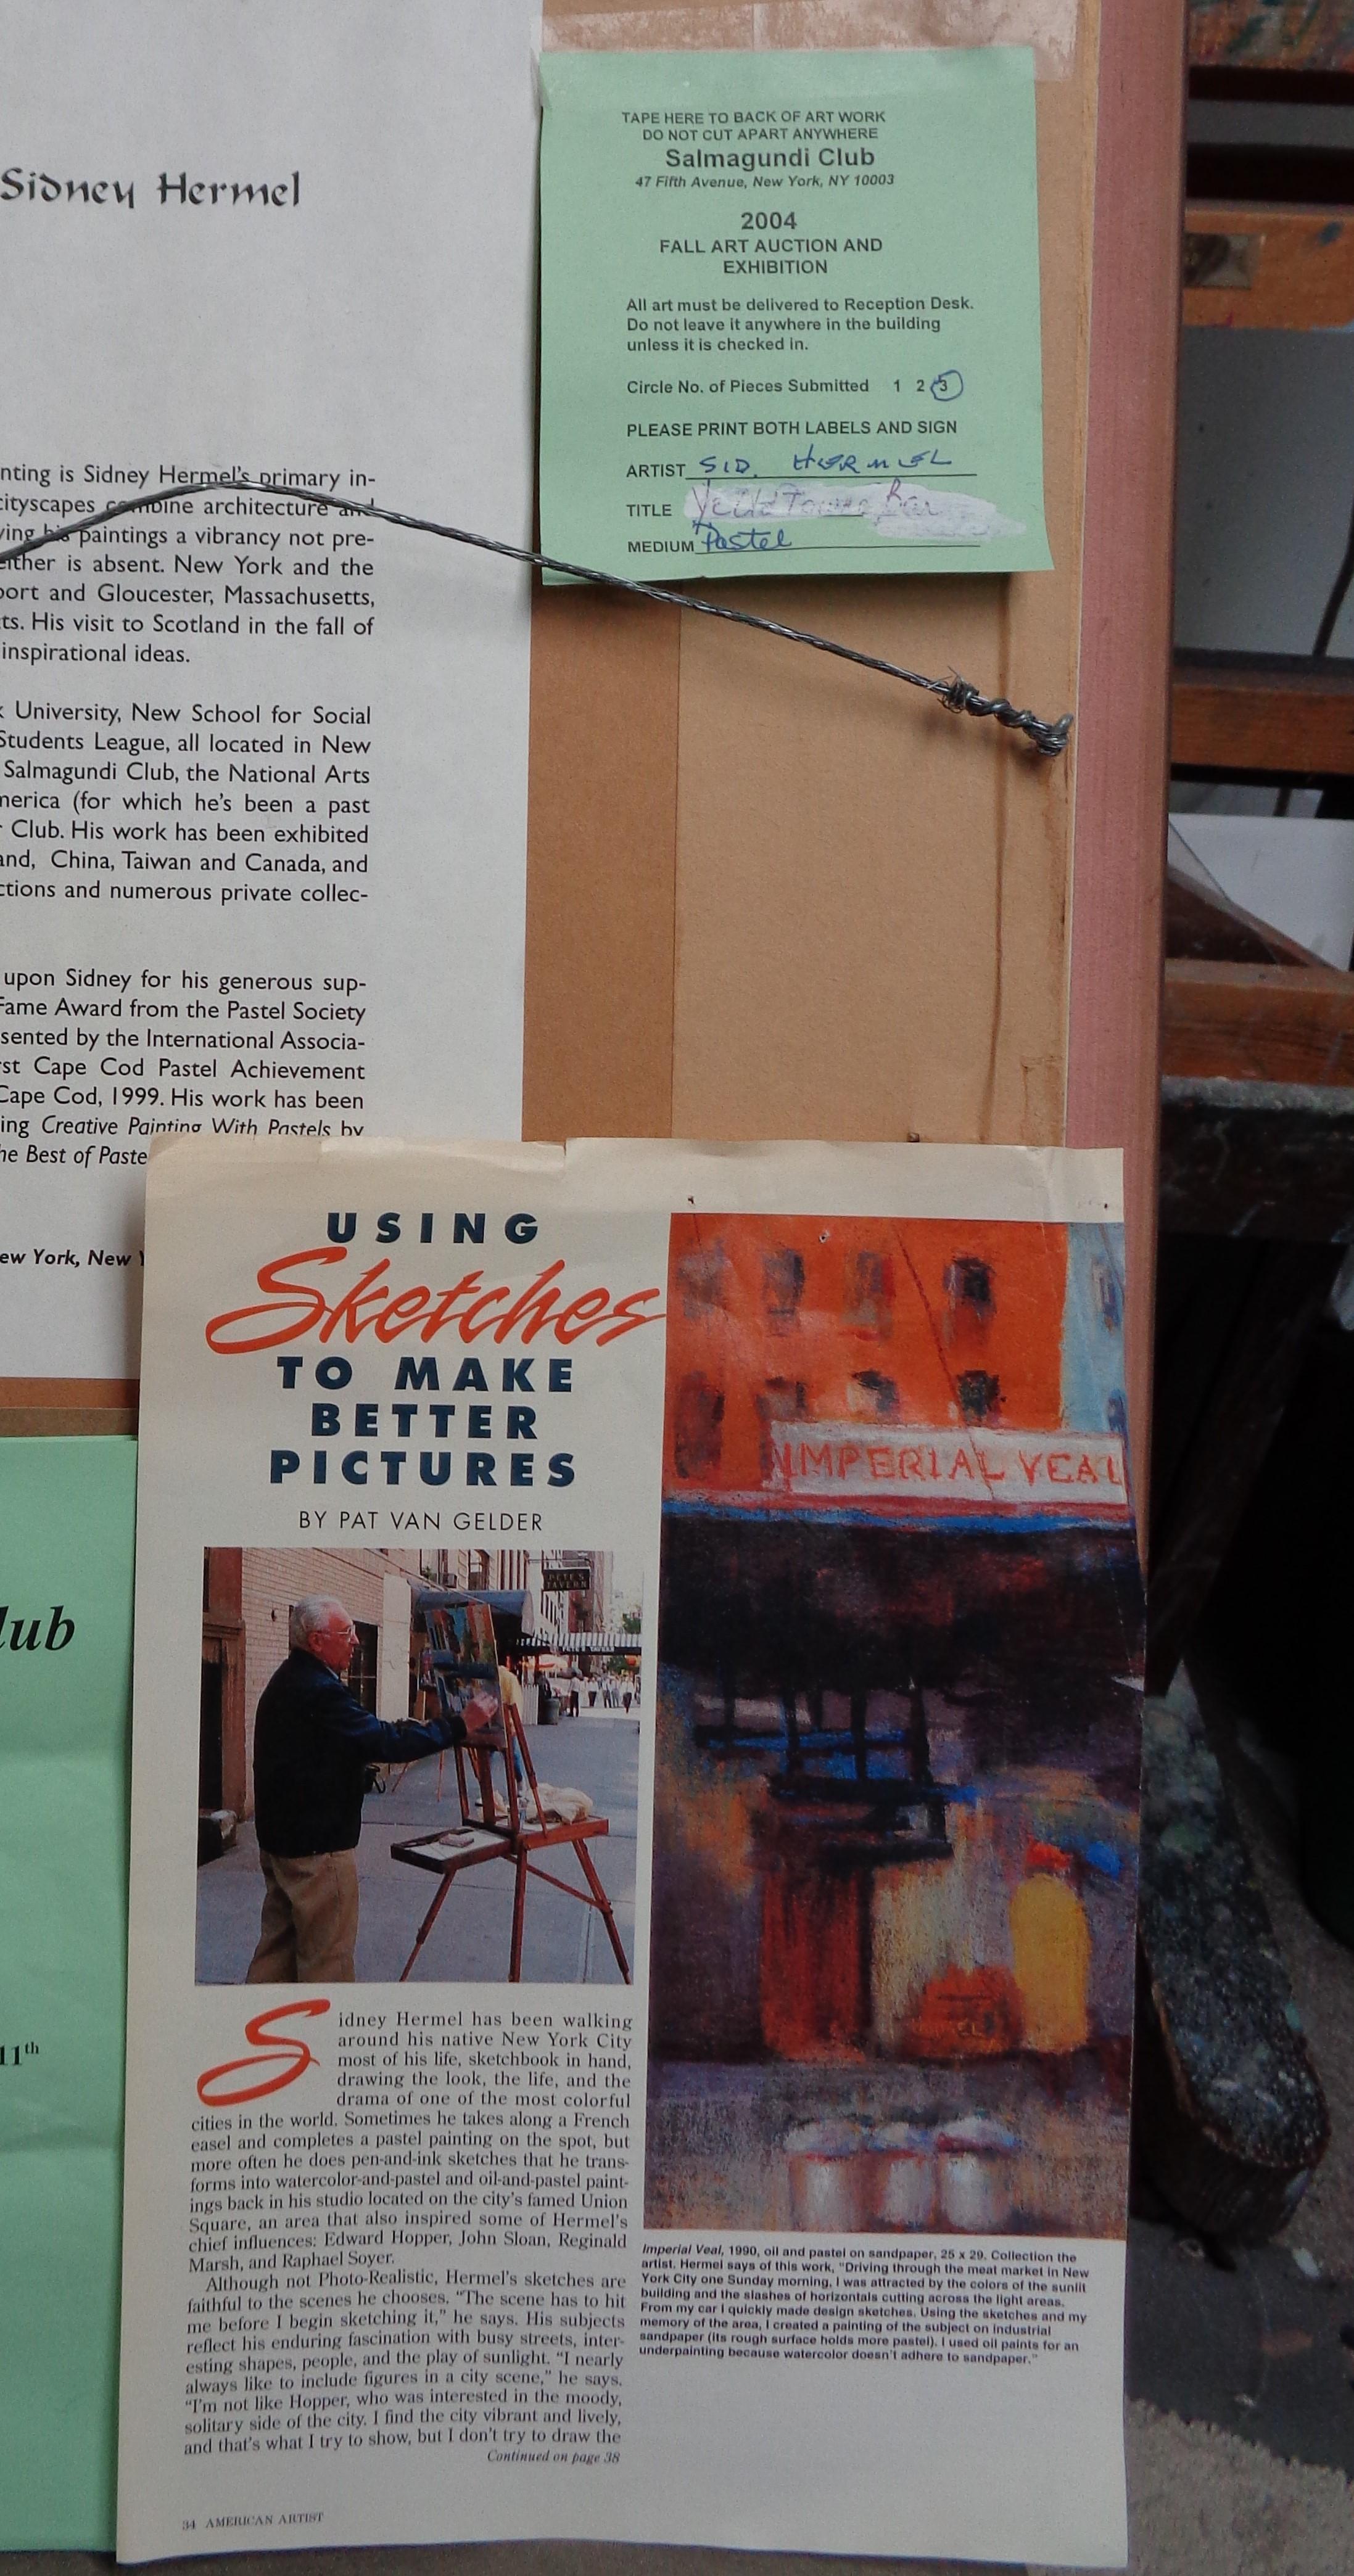 Sidney Hermel
nting is Sidney Hermel's primary in-
cityscapes combine architecture and
ving his paintings a vibrancy not pre-
either is absent. New York and the
port and Gloucester, Massachusetts,
ts. His visit to Scotland in the fall of
inspirational ideas.
k University, New School for Social
Students League, all located in New
Salmagundi Club, the National Arts
merica (for which he's been a past
r Club. His work has been exhibited
and, China, Taiwan and Canada, and
ctions and numerous private collec-
upon Sidney for his generous sup-
Fame Award from the Pastel Society
sented by the International Associa-
rst Cape Cod Pastel Achievement
Cape Cod, 1999. His work has been
ing Creative Painting With Pastels by
he Best of Paste
ew York, New Y
TAPE HERE TO BACK OF ART WORK
DO NOT CUT APART ANYWHERE
Salmagundi Club
47 Fifth Avenue, New York, NY 10003
2004
FALL ART AUCTION AND
EXHIBITION
All art must be delivered to Reception Desk.
Do not leave it anywhere in the building
unless it is checked in.
Circle No. of Pieces Submitted 1 2 3
PLEASE PRINT BOTH LABELS AND SIGN
ARTIST SID. HERMEL
TITLE Ye Old Bar
MEDIUM Pastel
lub
11th
USING
Sketches
TO MAKE
BETTER
PICTURES
BY PAT VAN GELDER
PETE'S
TAVERN
IMPERIAL VEAL
Sidney Hermel has been walking
around his native New York City
most of his life, sketchbook in hand,
drawing the look, the life, and the
drama of one of the most colorful
cities in the world. Sometimes he takes along a French
easel and completes a pastel painting on the spot, but
more often he does pen-and-ink sketches that he trans-
forms into watercolor-and-pastel and oil-and-pastel paint-
ings back in his studio located on the city's famed Union
Square, an area that also inspired some of Hermel's
chief influences: Edward Hopper, John Sloan, Reginald
Marsh, and Raphael Soyer.
Although not Photo-Realistic, Hermel's sketches are
faithful to the scenes he chooses. "The scene has to hit
me before I begin sketching it," he says. His subjects
reflect his enduring fascination with busy streets, inter-
esting shapes, people, and the play of sunlight. "I nearly
always like to include figures in a city scene," he says.
"I'm not like Hopper, who was interested in the moody,
solitary side of the city. I find the city vibrant and lively,
and that's what I try to show, but I don't try to draw the
Continued on page 38
Imperial Veal, 1990, oil and pastel on sandpaper, 25 x 29. Collection the
artist. Hermel says of this work, "Driving through the meat market in New
York City one Sunday morning, I was attracted by the colors of the sunlit
building and the slashes of horizontals cutting across the light areas.
From my car I quickly made design sketches. Using the sketches and my
memory of the area, I created a painting of the subject on industrial
sandpaper (its rough surface holds more pastel). I used oil paints for an
underpainting because watercolor doesn't adhere to sandpaper."
34 AMERICAN ARTIST